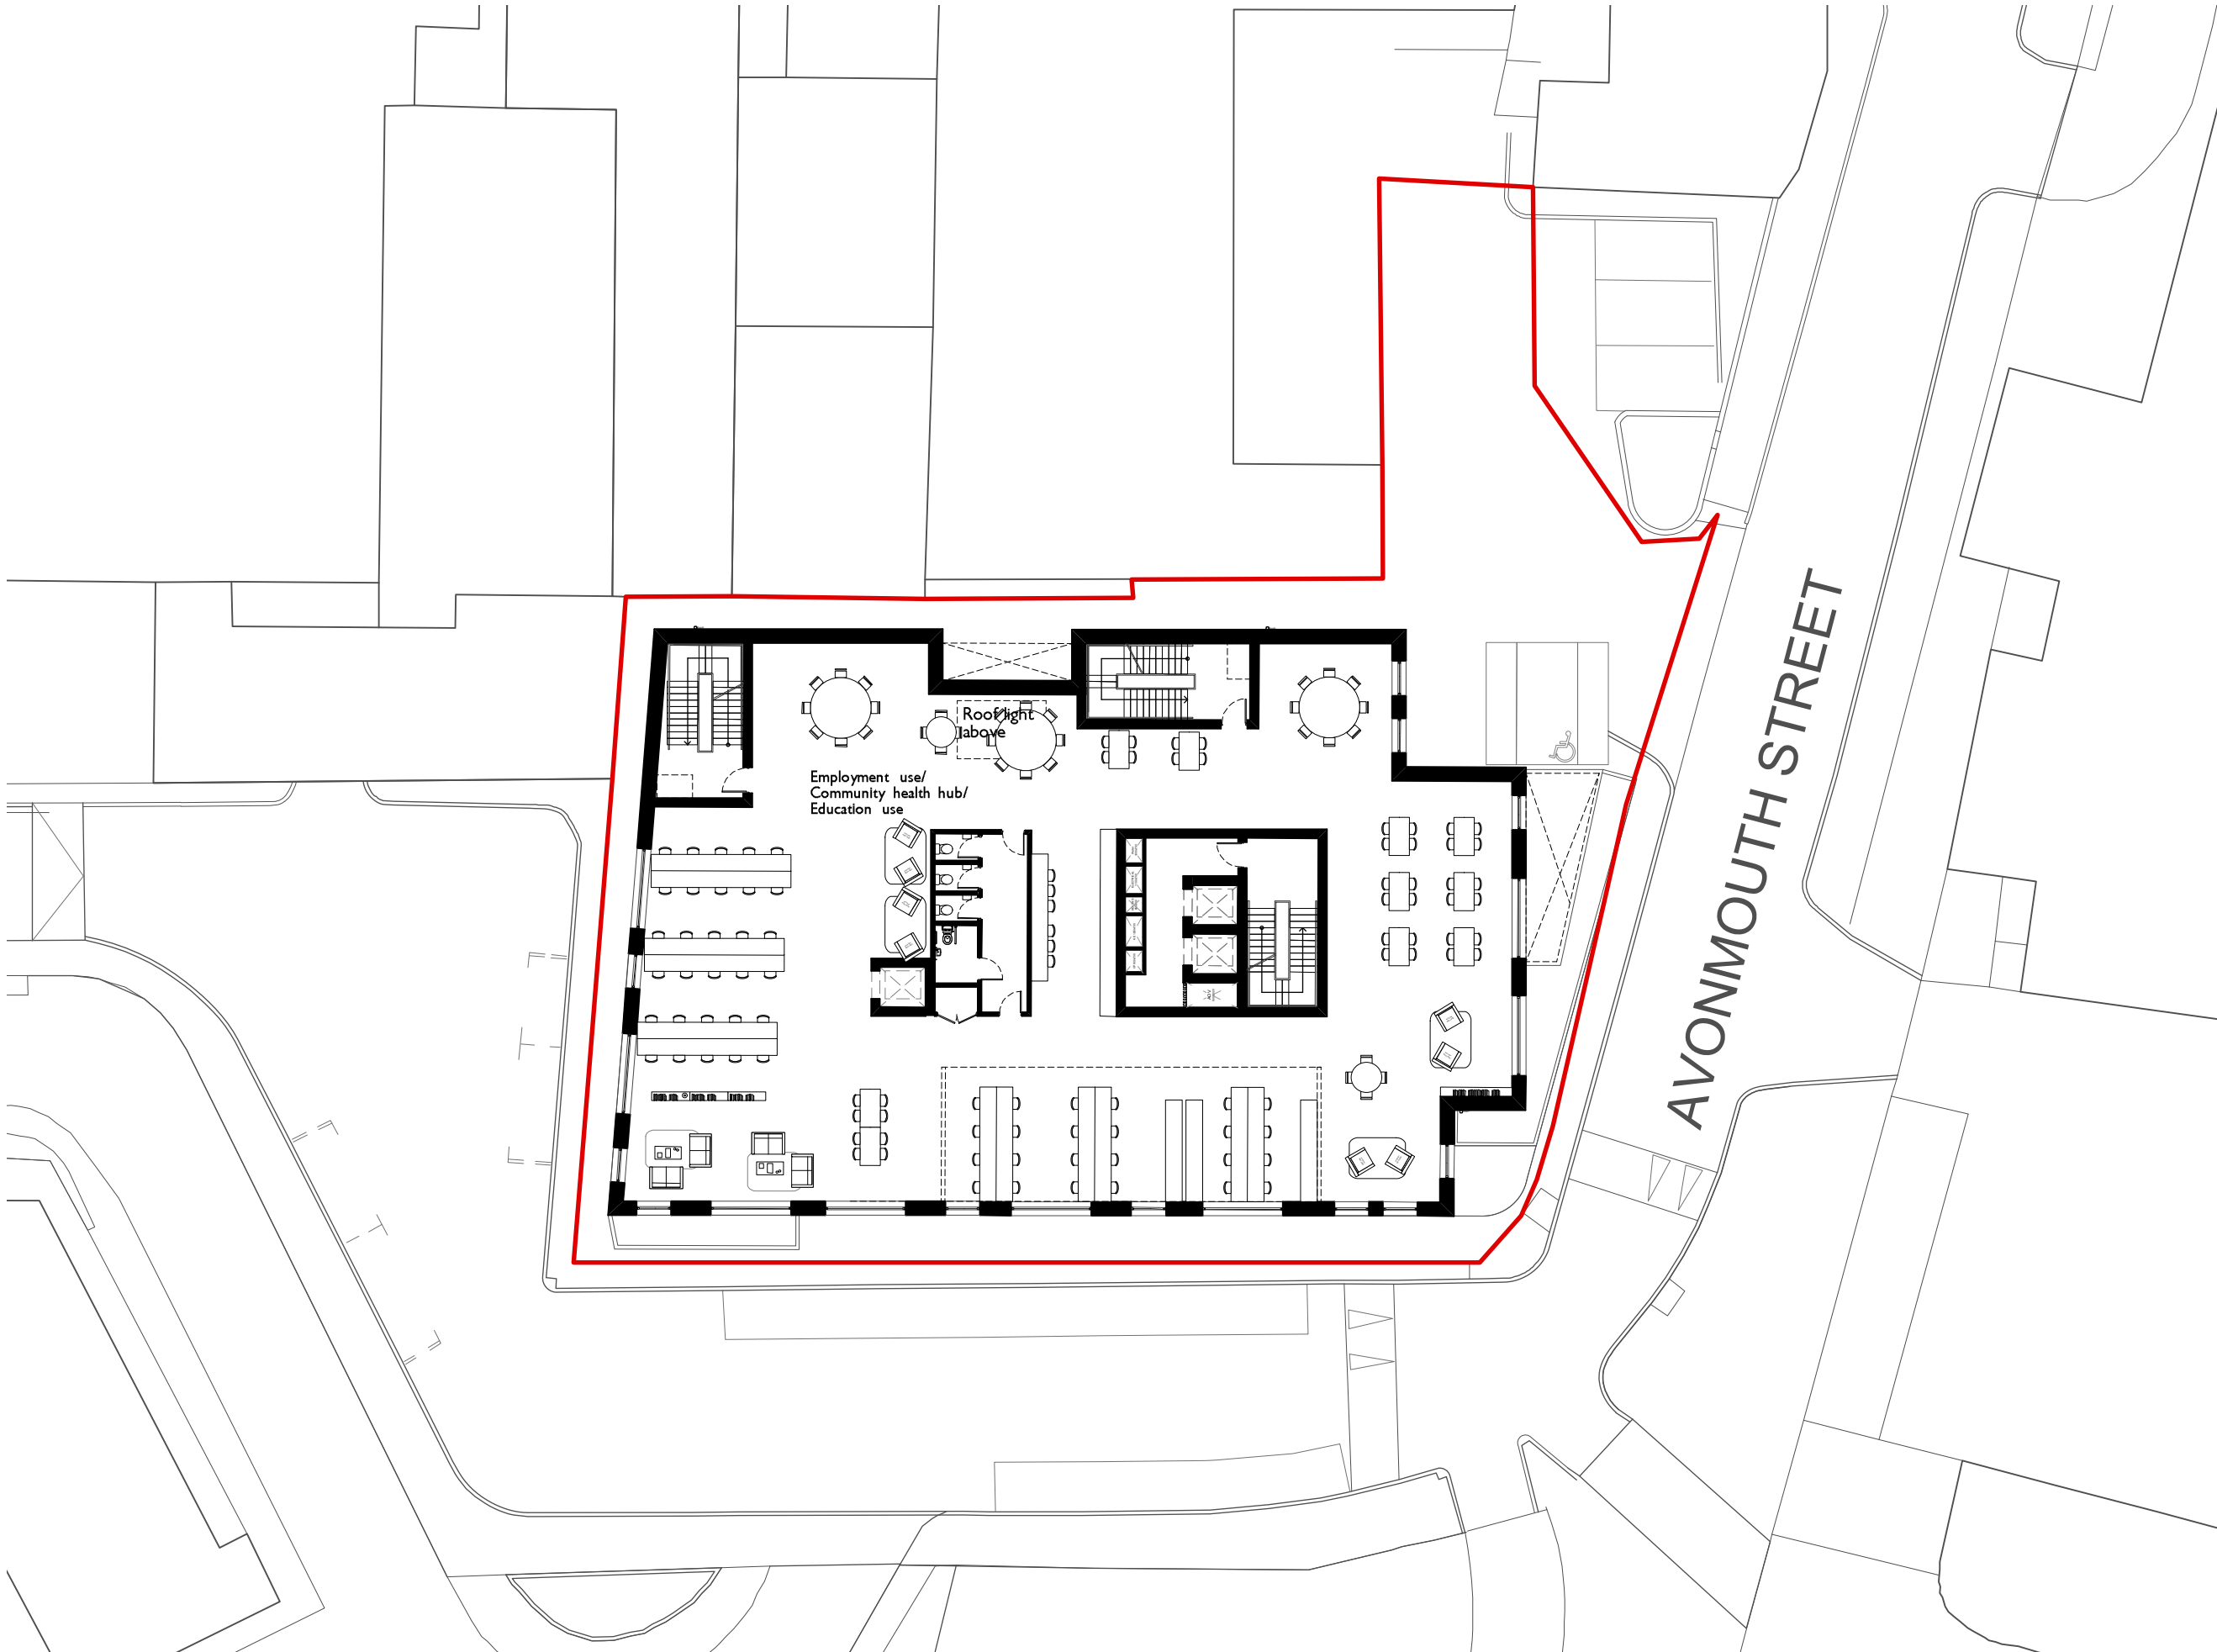 Roof light
above
Employment use/
Community health hub/
Education use
AVONMOUTH STREET